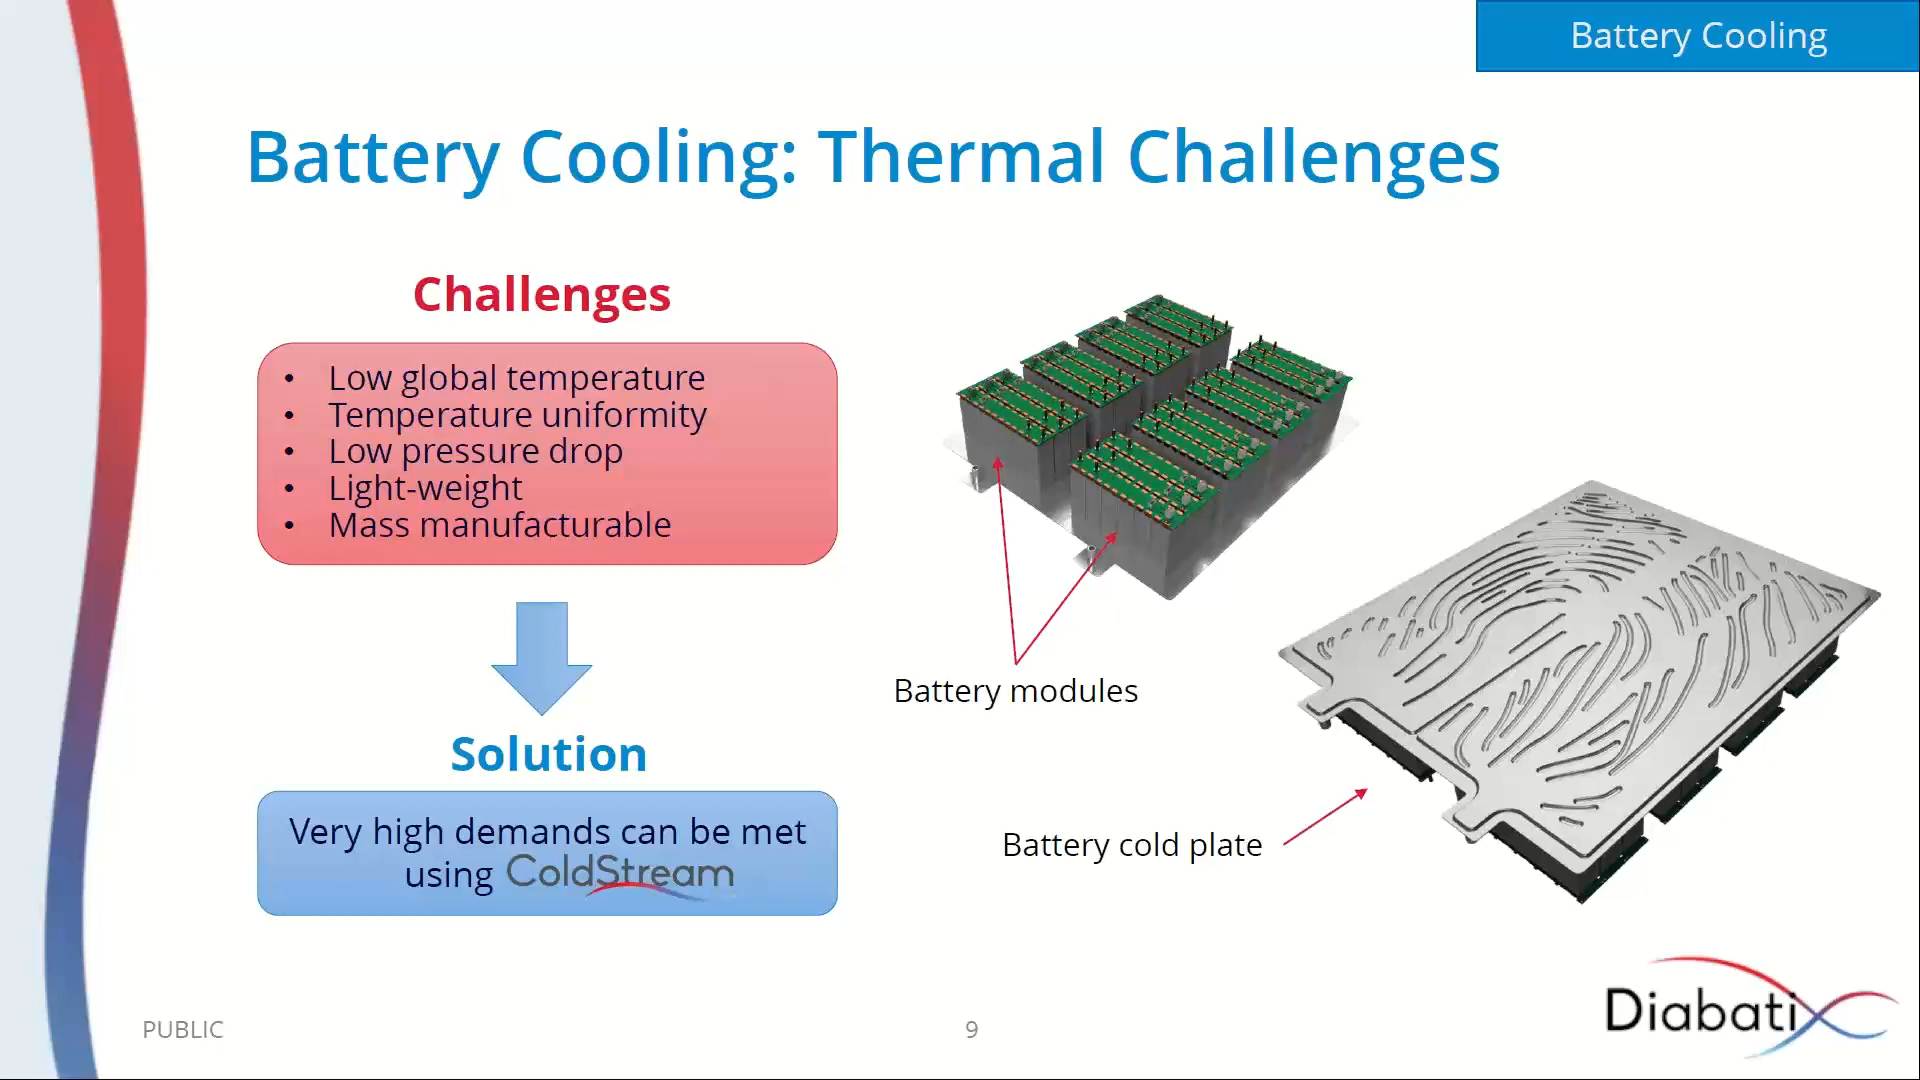 Battery Cooling
Battery Cooling: Thermal Challenges
Challenges
• Low global temperature
• Temperature uniformity
• Low pressure drop
• Light-weight
• Mass manufacturable
Solution
Very high demands can be met
using ColdStream
Battery modules
Battery cold plate
PUBLIC
9
Diabatix